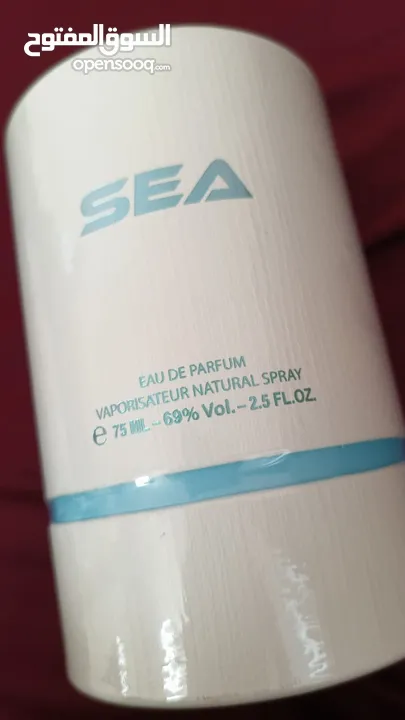 السوق المفتوح
opensooq.com
SEA
EAU DE PARFUM
VAPORISATEUR NATURAL SPRAY
e 75 ML – 69% Vol. – 2.5 FL.OZ.